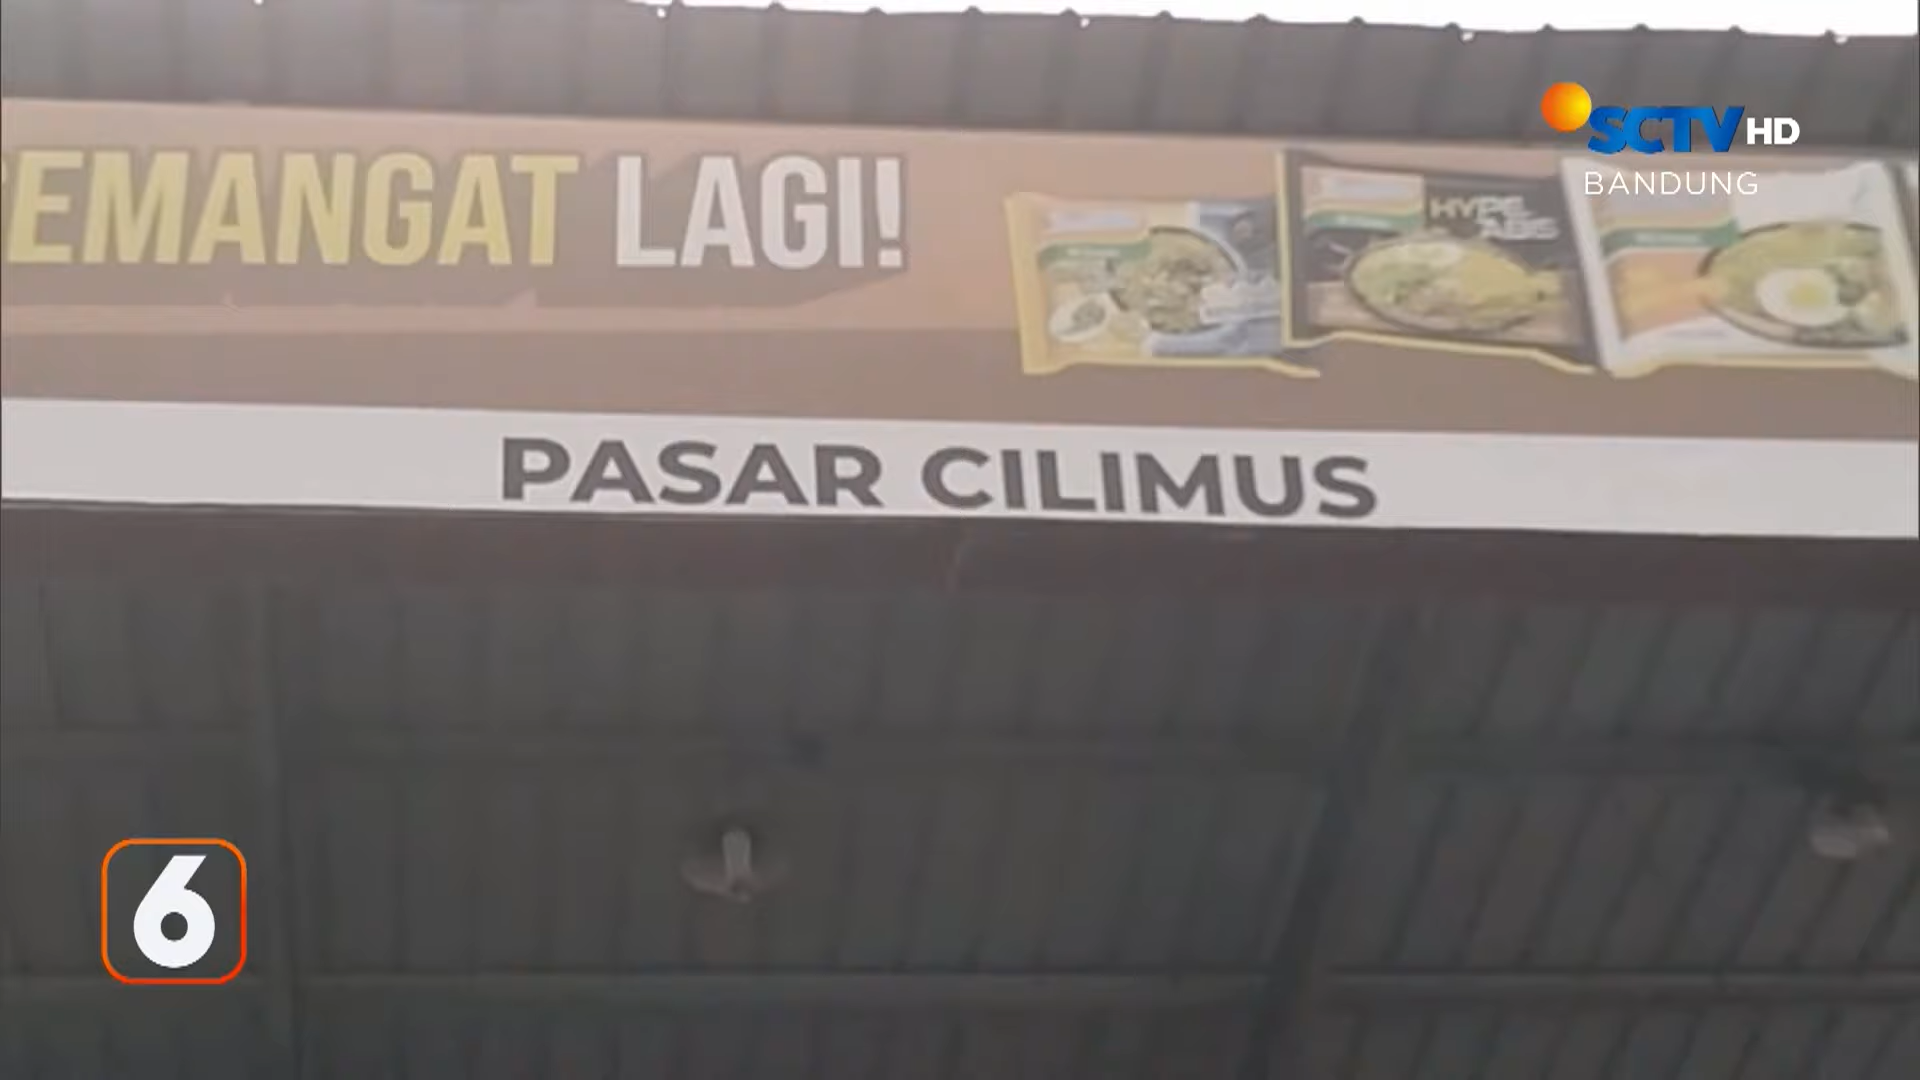 SCTV HD
BANDUNG
EMANGAT LAGI!
HYPE
ABIS
PASAR CILIMUS
6